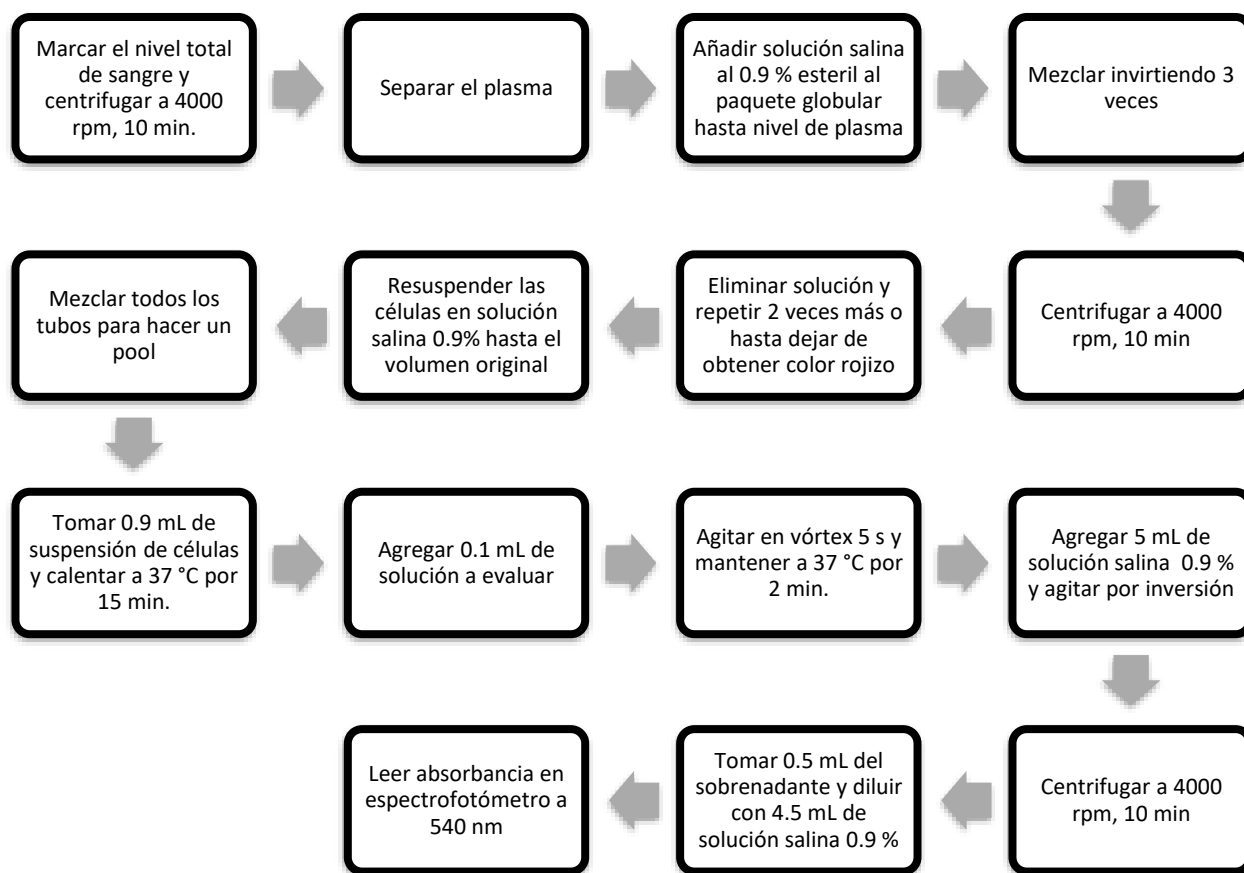 Marcar el nivel total
de sangre y
centrifugar a 4000
rpm, 10 min.
Separar el plasma
Añadir solución salina
al 0.9 % esteril al
paquete globular
hasta nivel de plasma
Mezclar invirtiendo 3
veces
Centrifugar a 4000
rpm, 10 min
Eliminar solución y
repetir 2 veces más o
hasta dejar de
obtener color rojizo
Resuspender las
células en solución
salina 0.9% hasta el
volumen original
Mezclar todos los
tubos para hacer un
pool
Tomar 0.9 mL de
suspensión de células
y calentar a 37 °C por
15 min.
Agregar 0.1 mL de
solución a evaluar
Agitar en vórtex 5 s y
mantener a 37 °C por
2 min.
Agregar 5 mL de
solución salina 0.9 %
y agitar por inversión
Centrifugar a 4000
rpm, 10 min
Tomar 0.5 mL del
sobrenadante y diluir
con 4.5 mL de
solución salina 0.9 %
Leer absorbancia en
espectrofotómetro a
540 nm